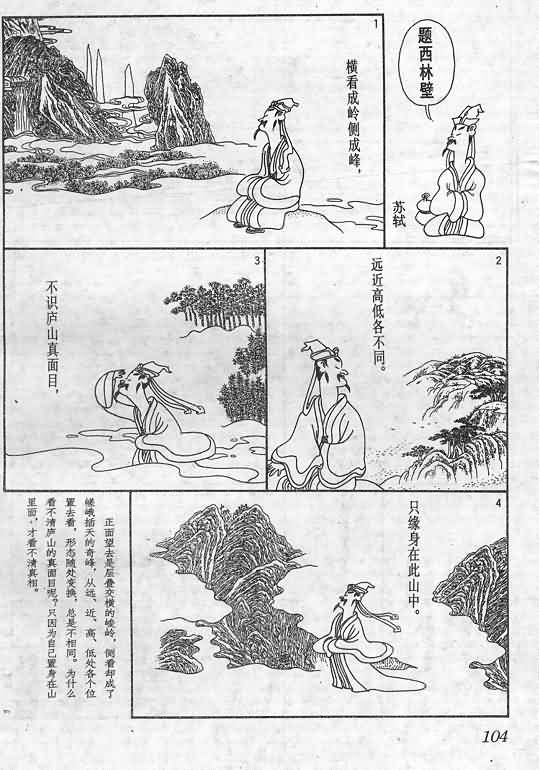 题西林壁
苏轼
1
横看成岭侧成峰，
2
远近高低各不同。
3
不识庐山真面目，
4
只缘身在此山中。
正面望去是层叠交横的峻岭，侧看却成了
嵯峨插天的奇峰，从远、近、高、低处各个位
置去看，形态随处变换，总是不相同。为什么
看不清庐山的真面目呢？只因为自己置身在山
里面，才看不清真相。
104